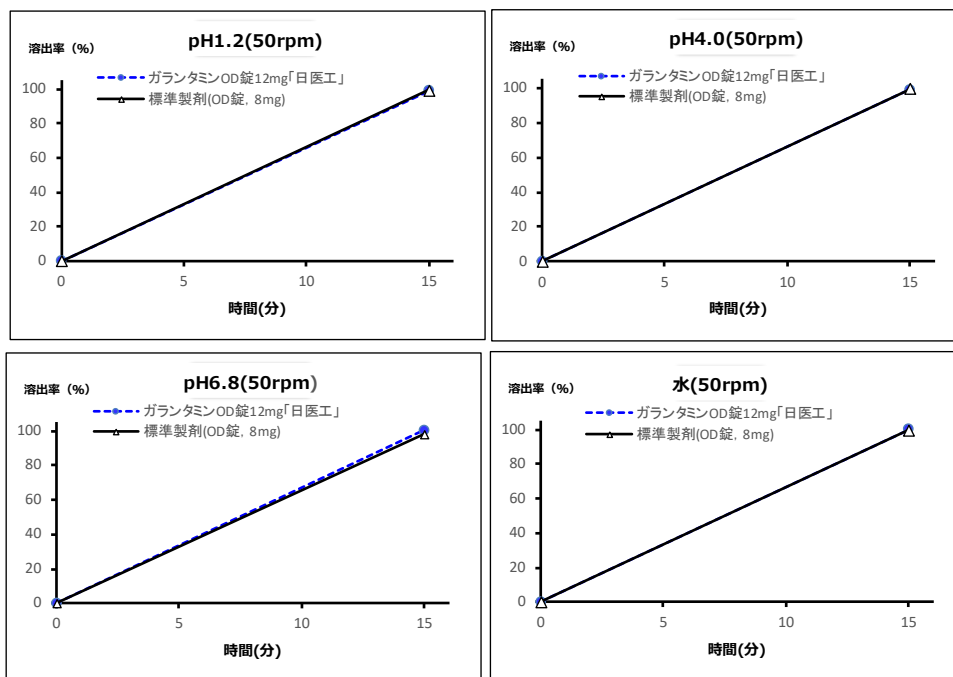 pH1.2(50rpm)
溶出率（%）
ガランタミンOD錠12mg「日医工」
標準製剤(OD錠, 8mg)
100
80
60
40
20
0
0 5 10 15
時間(分)
pH4.0(50rpm)
溶出率（%）
ガランタミンOD錠12mg「日医工」
標準製剤(OD錠, 8mg)
100
80
60
40
20
0
0 5 10 15
時間(分)
pH6.8(50rpm)
溶出率（%）
ガランタミンOD錠12mg「日医工」
標準製剤(OD錠, 8mg)
100
80
60
40
20
0
0 5 10 15
時間(分)
水(50rpm)
溶出率（%）
ガランタミンOD錠12mg「日医工」
標準製剤(OD錠, 8mg)
100
80
60
40
20
0
0 5 10 15
時間(分)